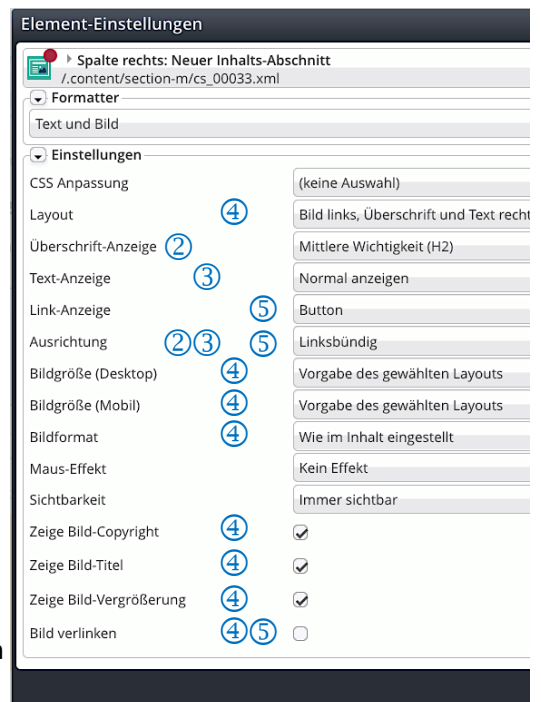 Element-Einstellungen
Spalte rechts: Neuer Inhalts-Abschnitt
/.content/section-m/cs_00033.xml
Formatter
Text und Bild
Einstellungen
CSS Anpassung (keine Auswahl)
Layout ④ Bild links, Überschrift und Text recht
Überschrift-Anzeige ② Mittlere Wichtigkeit (H2)
Text-Anzeige ③ Normal anzeigen
Link-Anzeige ⑤ Button
Ausrichtung ②③ ⑤ Linksbündig
Bildgröße (Desktop) ④ Vorgabe des gewählten Layouts
Bildgröße (Mobil) ④ Vorgabe des gewählten Layouts
Bildformat ④ Wie im Inhalt eingestellt
Maus-Effekt Kein Effekt
Sichtbarkeit Immer sichtbar
Zeige Bild-Copyright ④
Zeige Bild-Titel ④
Zeige Bild-Vergrößerung ④
Bild verlinken ④⑤